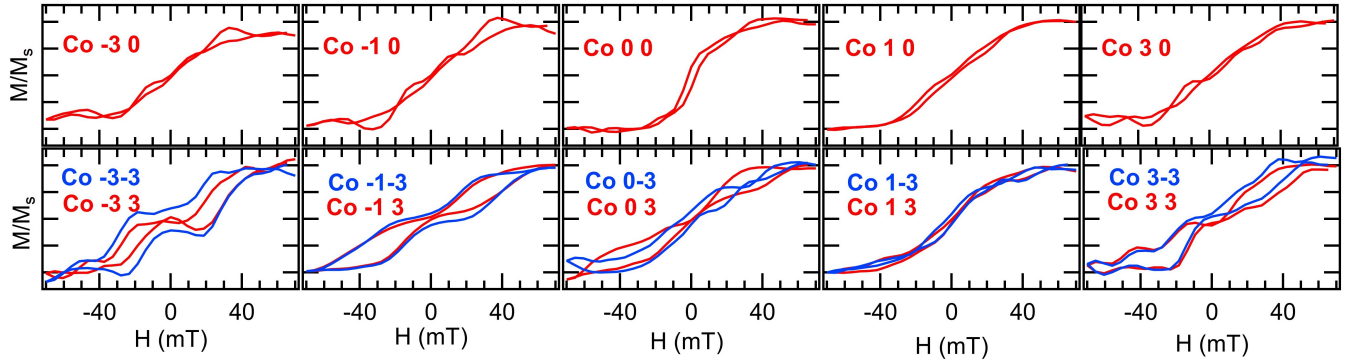 M/Ms
Co -3 0
Co -1 0
Co 0 0
Co 1 0
Co 3 0
M/Ms
Co -3-3
Co -3 3
Co -1-3
Co -1 3
Co 0-3
Co 0 3
Co 1-3
Co 1 3
Co 3-3
Co 3 3
-40 0 40
-40 0 40
-40 0 40
-40 0 40
-40 0 40
H (mT)
H (mT)
H (mT)
H (mT)
H (mT)